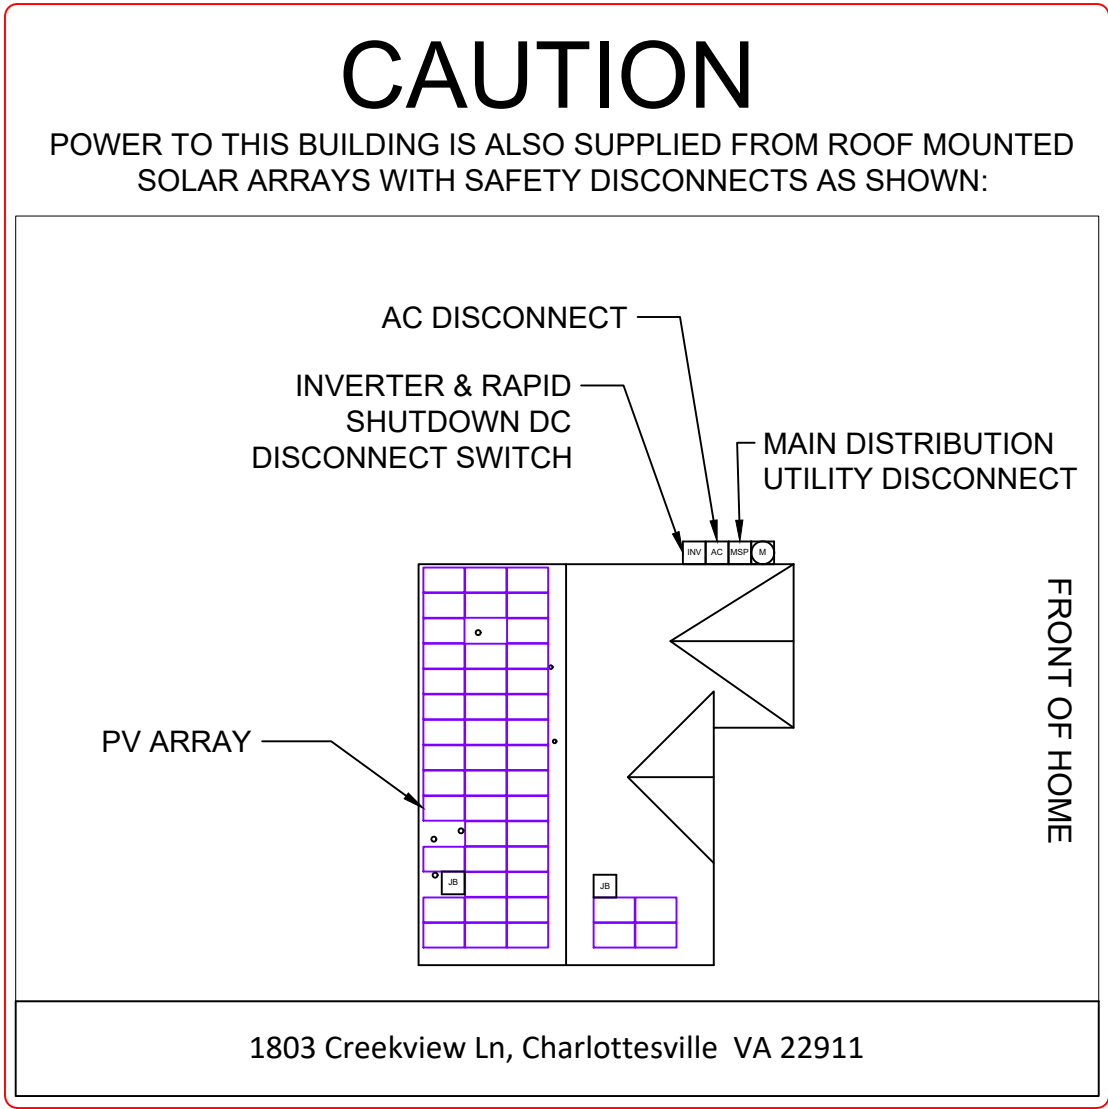 CAUTION
POWER TO THIS BUILDING IS ALSO SUPPLIED FROM ROOF MOUNTED
SOLAR ARRAYS WITH SAFETY DISCONNECTS AS SHOWN:
AC DISCONNECT
INVERTER & RAPID
SHUTDOWN DC
DISCONNECT SWITCH
MAIN DISTRIBUTION
UTILITY DISCONNECT
INV
AC
MSP
M
FRONT OF HOME
PV ARRAY
JB
JB
1803 Creekview Ln, Charlottesville  VA 22911